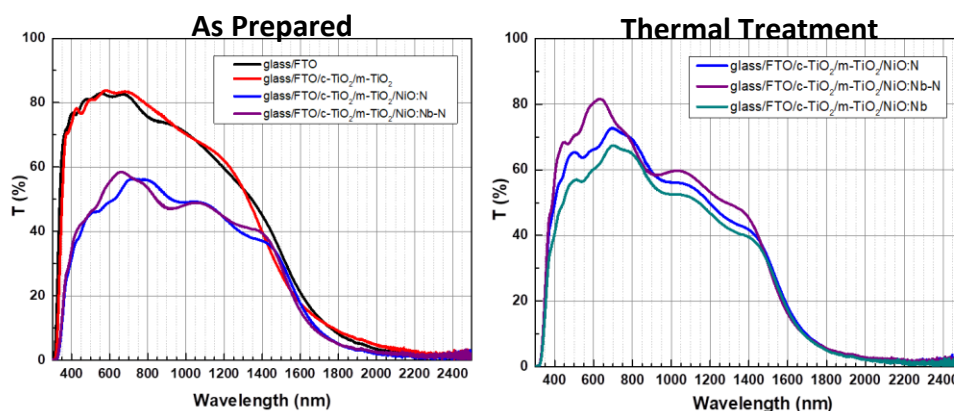 As Prepared
Thermal Treatment
100
80
60
40
20
0
T (%)
glass/FTO
glass/FTO/c-TiO₂/m-TiO₂
glass/FTO/c-TiO₂/m-TiO₂/NiO:N
glass/FTO/c-TiO₂/m-TiO₂/NiO:Nb-N
400 600 800 1000 1200 1400 1600 1800 2000 2200 2400
Wavelength (nm)
100
80
60
40
20
0
T (%)
glass/FTO/c-TiO₂/m-TiO₂/NiO:N
glass/FTO/c-TiO₂/m-TiO₂/NiO:Nb-N
glass/FTO/c-TiO₂/m-TiO₂/NiO:Nb
400 600 800 1000 1200 1400 1600 1800 2000 2200 2400
Wavelength (nm)